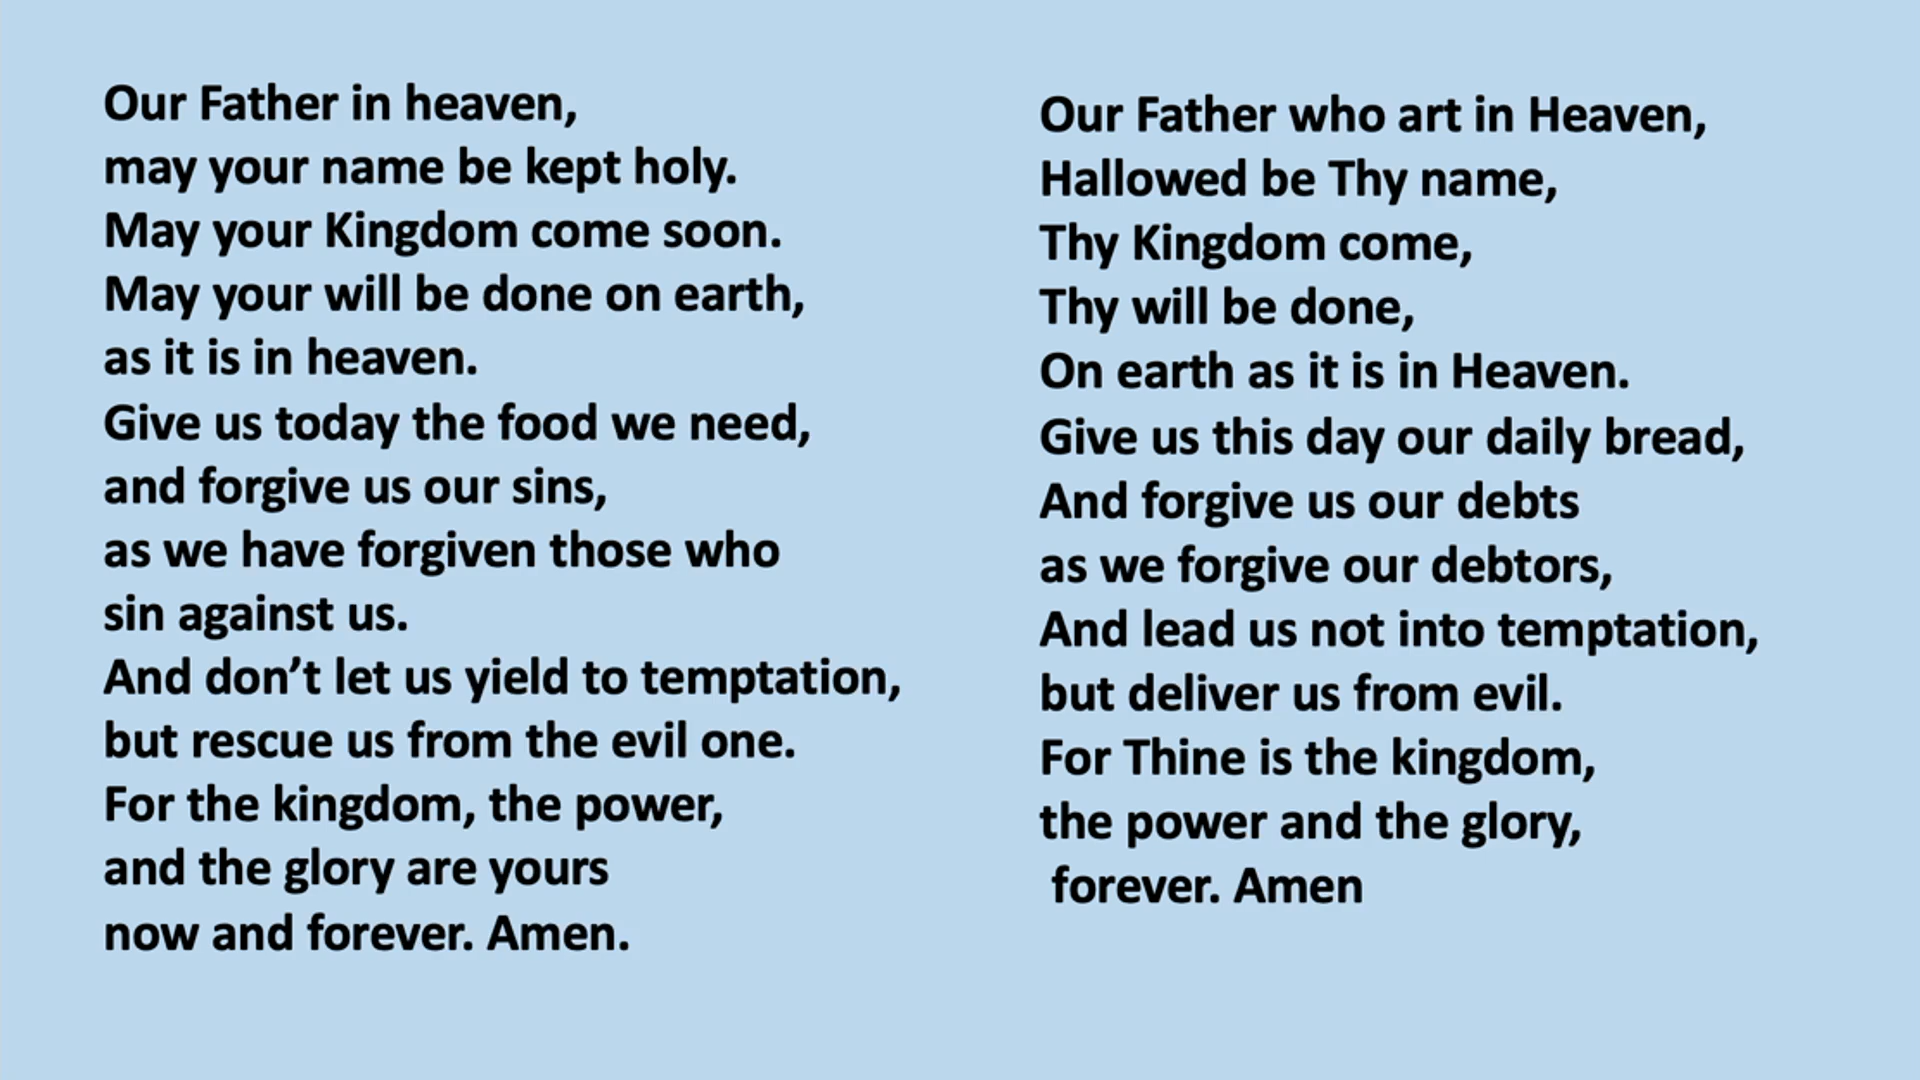 Our Father in heaven,
may your name be kept holy.
May your Kingdom come soon.
May your will be done on earth,
as it is in heaven.
Give us today the food we need,
and forgive us our sins,
as we have forgiven those who
sin against us.
And don’t let us yield to temptation,
but rescue us from the evil one.
For the kingdom, the power,
and the glory are yours
now and forever. Amen.
Our Father who art in Heaven,
Hallowed be Thy name,
Thy Kingdom come,
Thy will be done,
On earth as it is in Heaven.
Give us this day our daily bread,
And forgive us our debts
as we forgive our debtors,
And lead us not into temptation,
but deliver us from evil.
For Thine is the kingdom,
the power and the glory,
forever. Amen